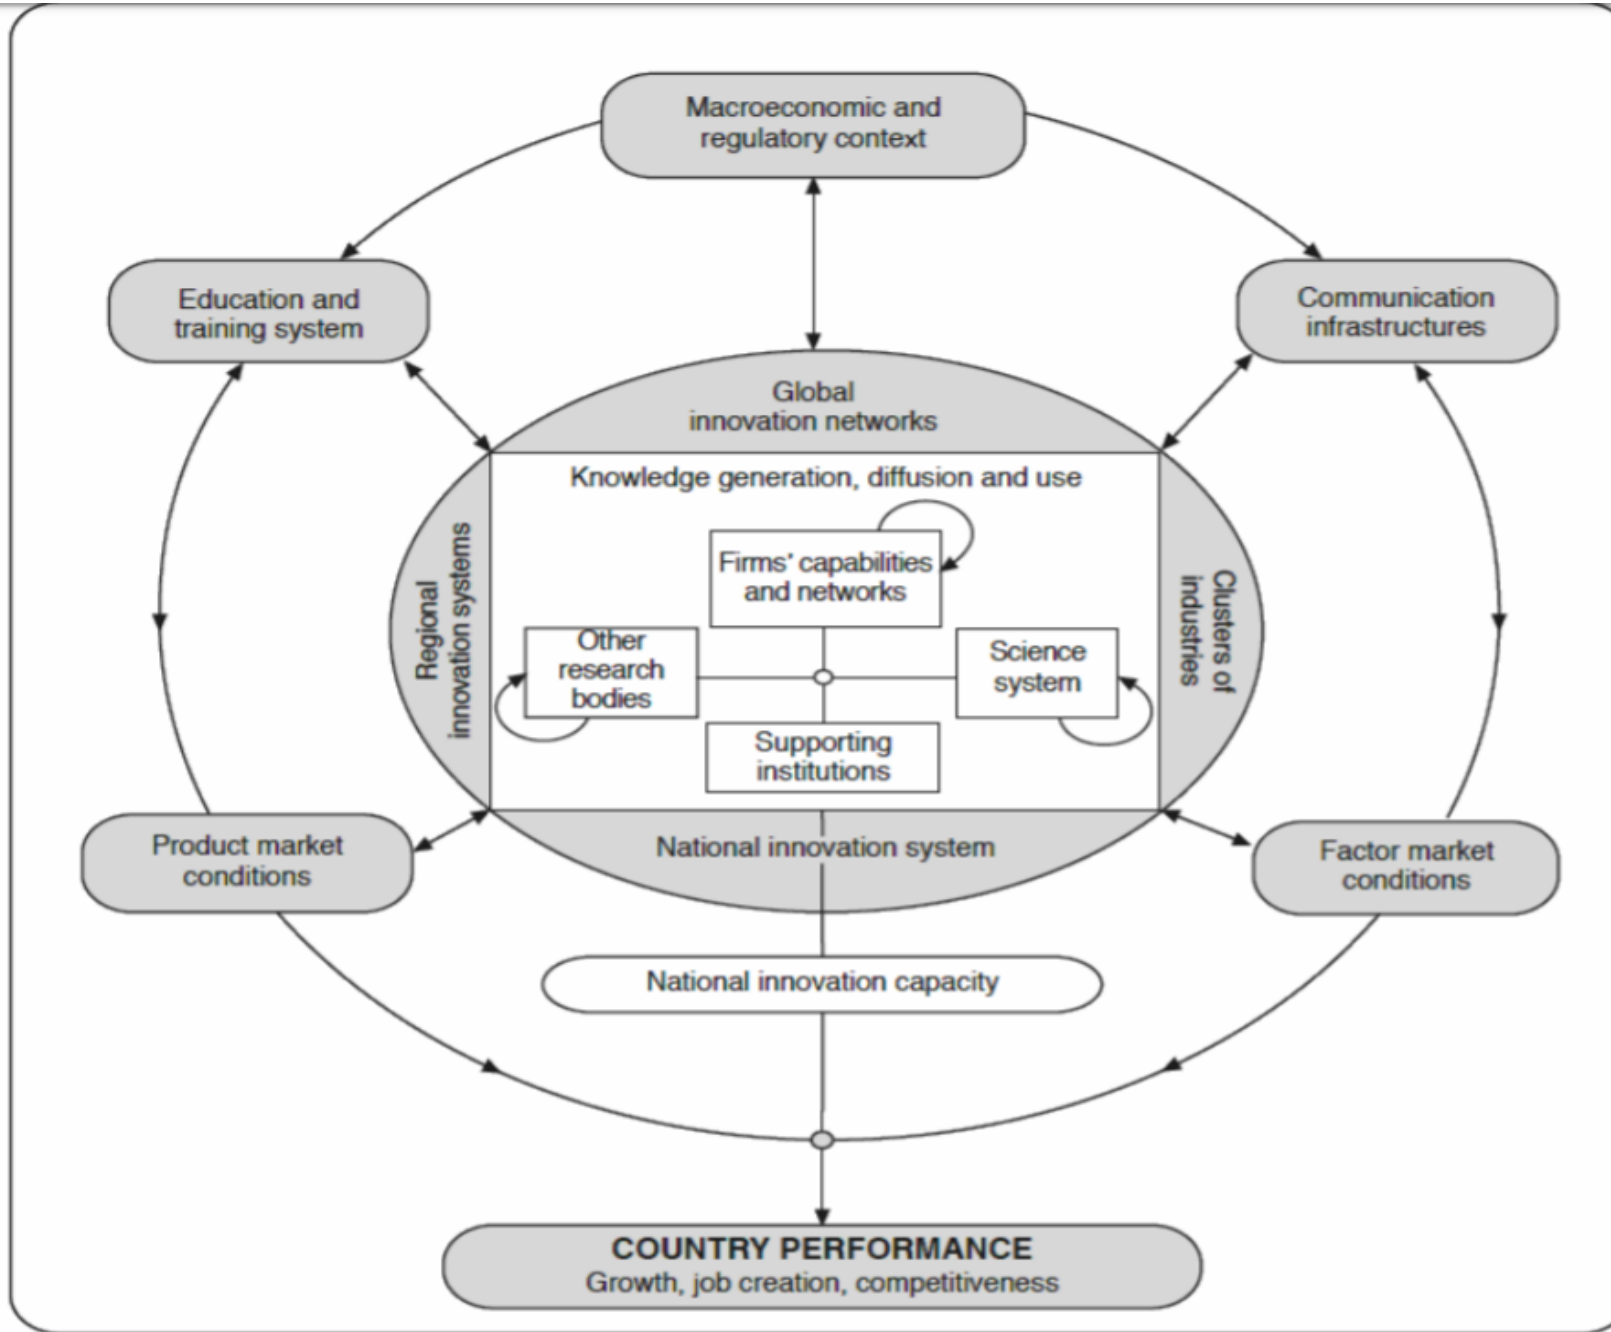 Macroeconomic and
regulatory context
Education and
training system
Communication
infrastructures
Global
innovation networks
Knowledge generation, diffusion and use
Regional
innovation systems
Firms' capabilities
and networks
Clusters of
industries
Other
research
bodies
Science
system
Supporting
institutions
Product market
conditions
National innovation system
Factor market
conditions
National innovation capacity
COUNTRY PERFORMANCE
Growth, job creation, competitiveness